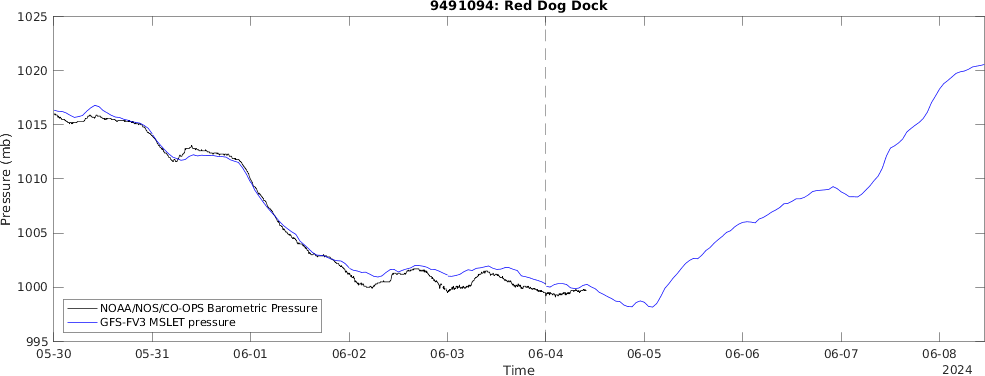 9491094: Red Dog Dock
1025
1020
1015
1010
1005
1000
995
Pressure (mb)
NOAA/NOS/CO-OPS Barometric Pressure
GFS-FV3 MSLET pressure
05-30 05-31 06-01 06-02 06-03 06-04 06-05 06-06 06-07 06-08
Time
2024